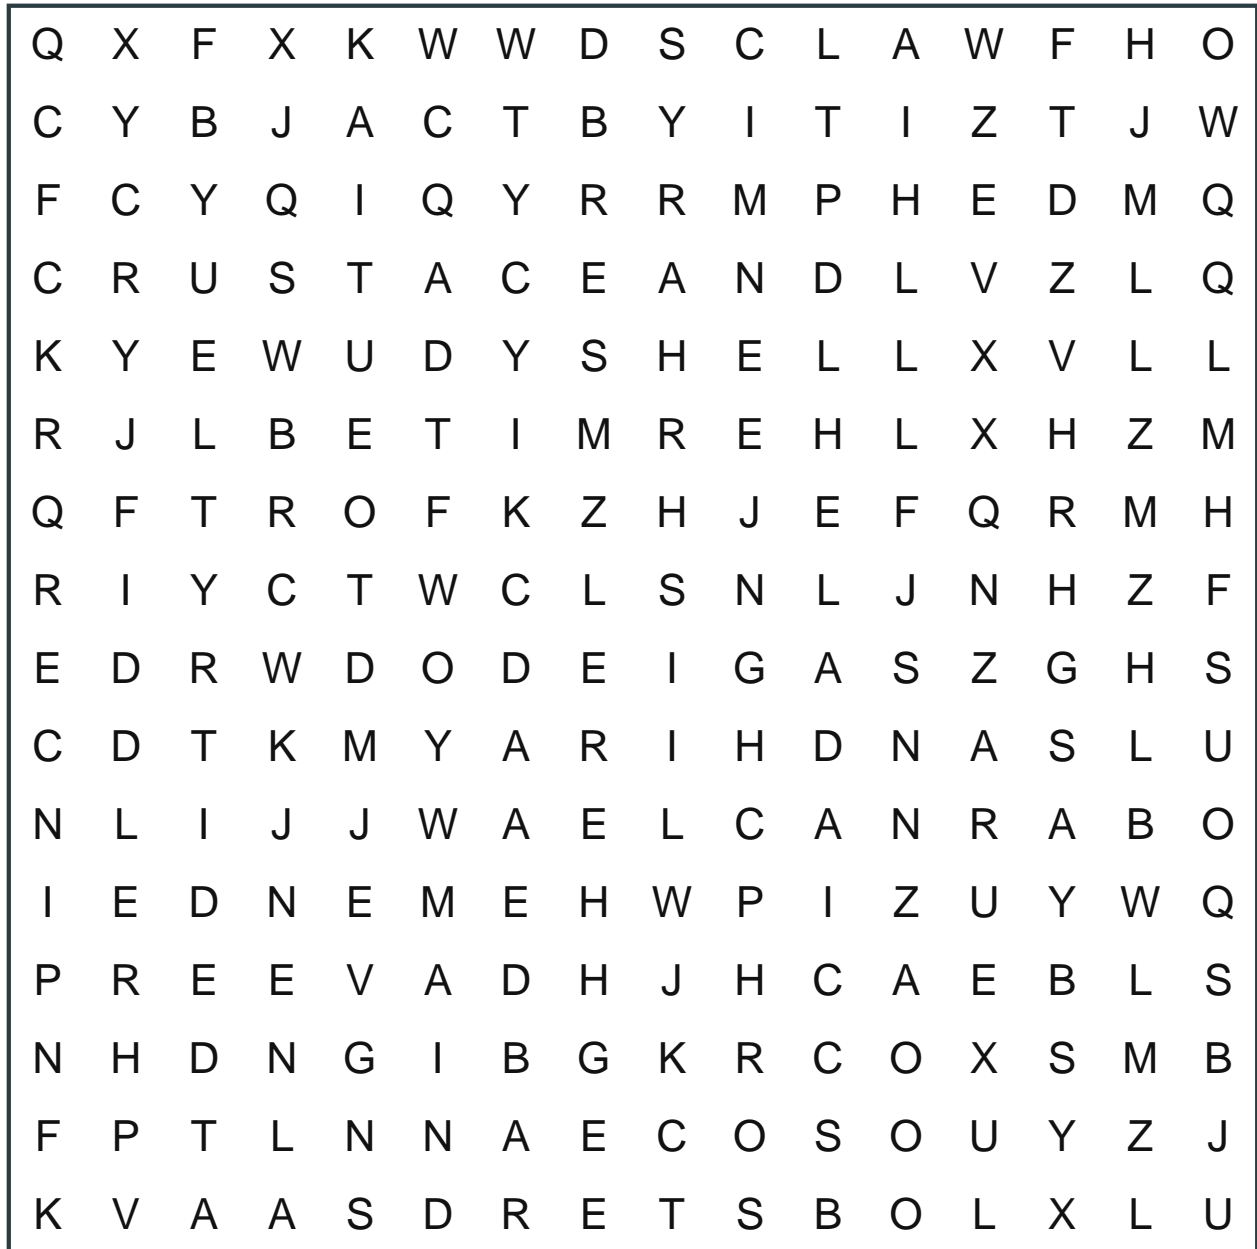 Q X F X K W W D S C L A W F H O
C Y B J A C T B Y I T I Z T J W
F C Y Q I Q Y R R M P H E D M Q
C R U S T A C E A N D L V Z L Q
K Y E W U D Y S H E L L X V L L
R J L B E T I M R E H L X H Z M
Q F T R O F K Z H J E F Q R M H
R I Y C T W C L S N L J N H Z F
E D R W D O D E I G A S Z G H S
C D T K M Y A R I H D N A S L U
N L I J J W A E L C A N R A B O
I E D N E M E H W P I Z U Y W Q
P R E E V A D H J H C A E B L S
N H D N G I B G K R C O X S M B
F P T L N N A E C O S O U Y Z J
K V A A S D R E T S B O L X L U